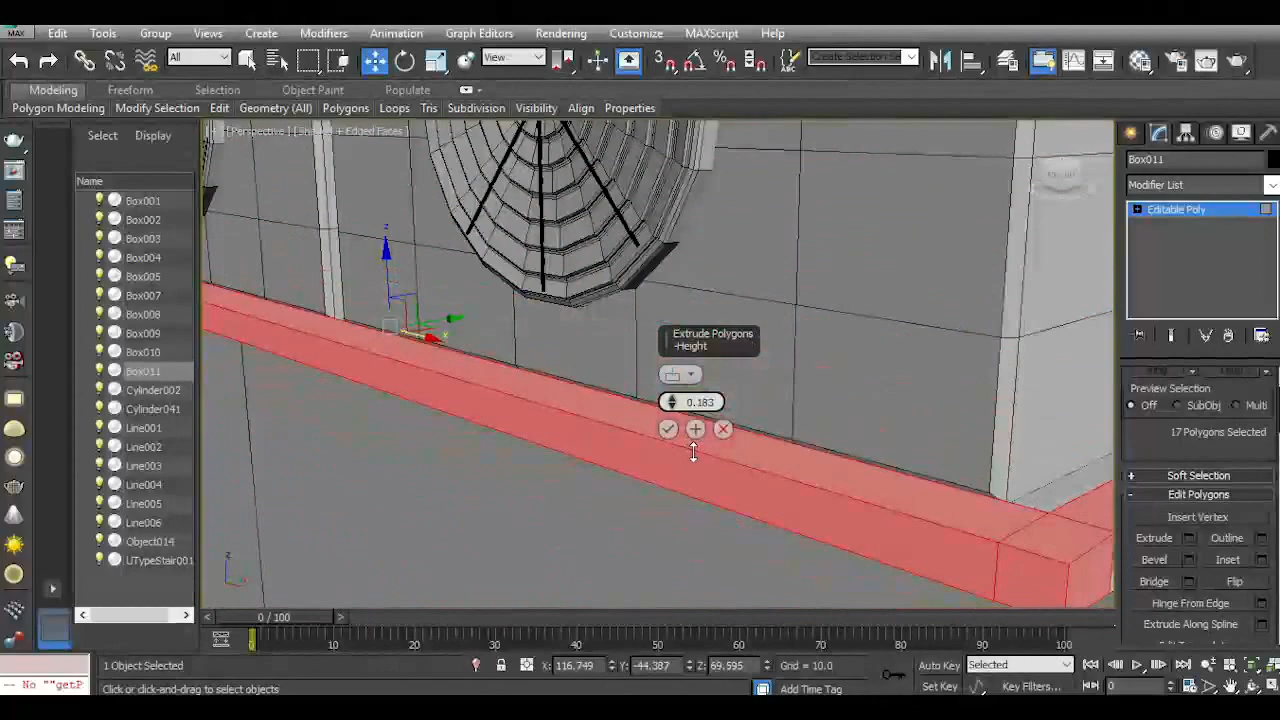 MAX Edit Tools Group Views Create Modifiers Animation Graph Editors Rendering Customize MAXScript Help
All View Create Selection Se
Modeling Freeform Selection Object Paint Populate
Polygon Modeling Modify Selection Edit Geometry (All) Polygons Loops Tris Subdivision Visibility Align Properties
Select Display
Name
Box001
Box002
Box003
Box004
Box005
Box007
Box008
Box009
Box010
Box011
Cylinder002
Cylinder041
Line001
Line002
Line003
Line004
Line005
Line006
Object014
UTypeStair001
[Perspective] + Edged Faces
z
x
Extrude Polygons
-Height
0.183
z
Box011
Modifier List
Editable Poly
Preview Selection
Off SubObj Multi
17 Polygons Selected
Soft Selection
Edit Polygons
Insert Vertex
Extrude Outline
Bevel Inset
Bridge Flip
Hinge From Edge
Extrude Along Spline
0 / 100
0 10 20 30 40 50 60 70 80 90 100
1 Object Selected X: 116.749 Y: -44.387 Z: 69.595 Grid = 10.0 Auto Key Selected
-- No ""getP Click or click-and-drag to select objects Add Time Tag Set Key Key Filters... 0